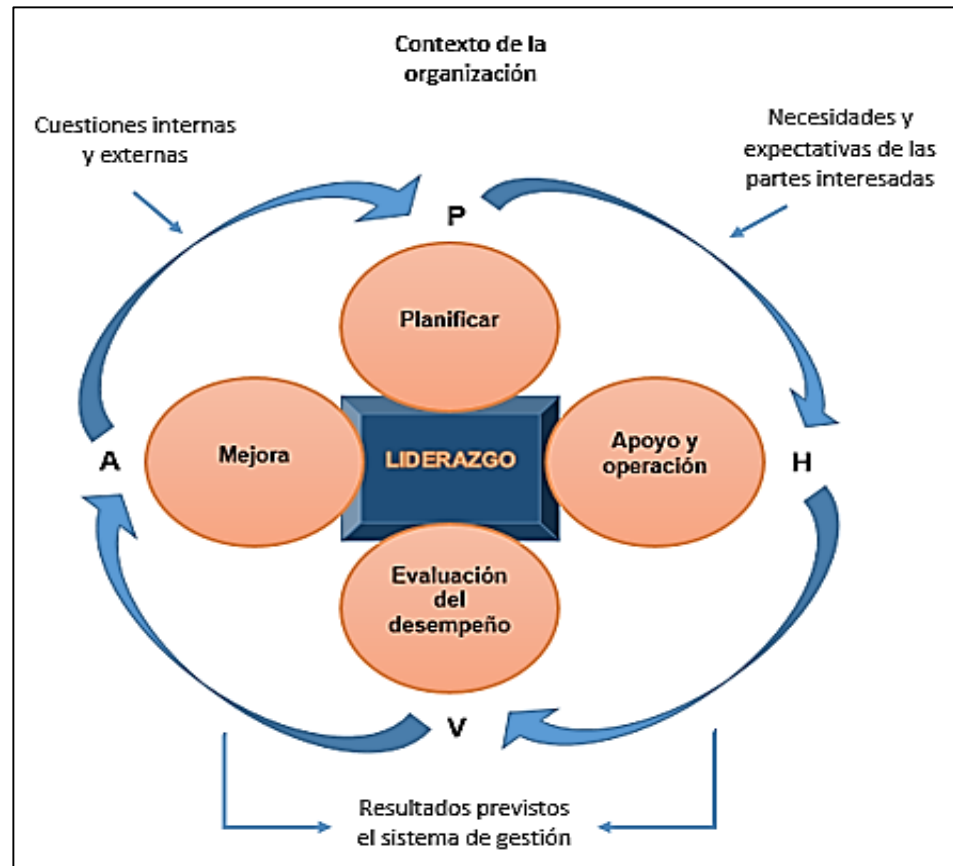 Contexto de la
organización
Cuestiones internas
y externas
Necesidades y
expectativas de las
partes interesadas
P
Planificar
A
Mejora
LIDERAZGO
Apoyo y
operación
H
Evaluación
del
desempeño
V
Resultados previstos
el sistema de gestión